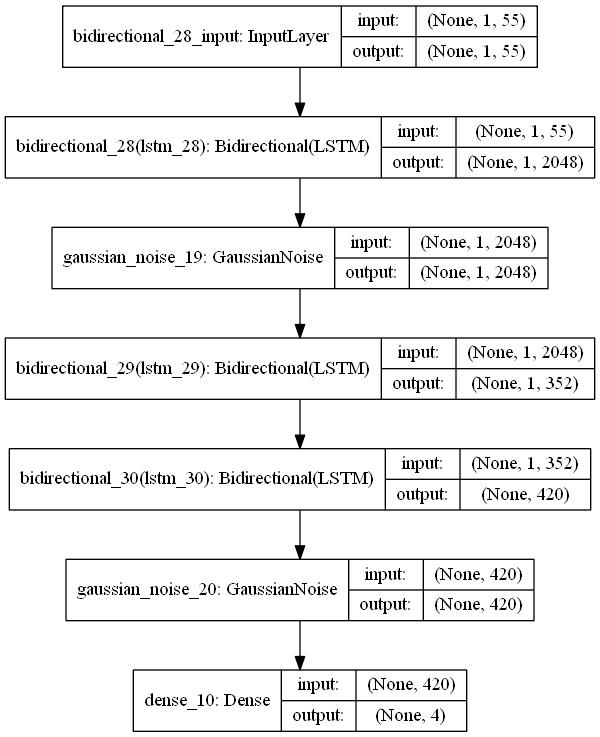 bidirectional_28_input: InputLayer
input: (None, 1, 55)
output: (None, 1, 55)
bidirectional_28(lstm_28): Bidirectional(LSTM)
input: (None, 1, 55)
output: (None, 1, 2048)
gaussian_noise_19: GaussianNoise
input: (None, 1, 2048)
output: (None, 1, 2048)
bidirectional_29(lstm_29): Bidirectional(LSTM)
input: (None, 1, 2048)
output: (None, 1, 352)
bidirectional_30(lstm_30): Bidirectional(LSTM)
input: (None, 1, 352)
output: (None, 420)
gaussian_noise_20: GaussianNoise
input: (None, 420)
output: (None, 420)
dense_10: Dense
input: (None, 420)
output: (None, 4)